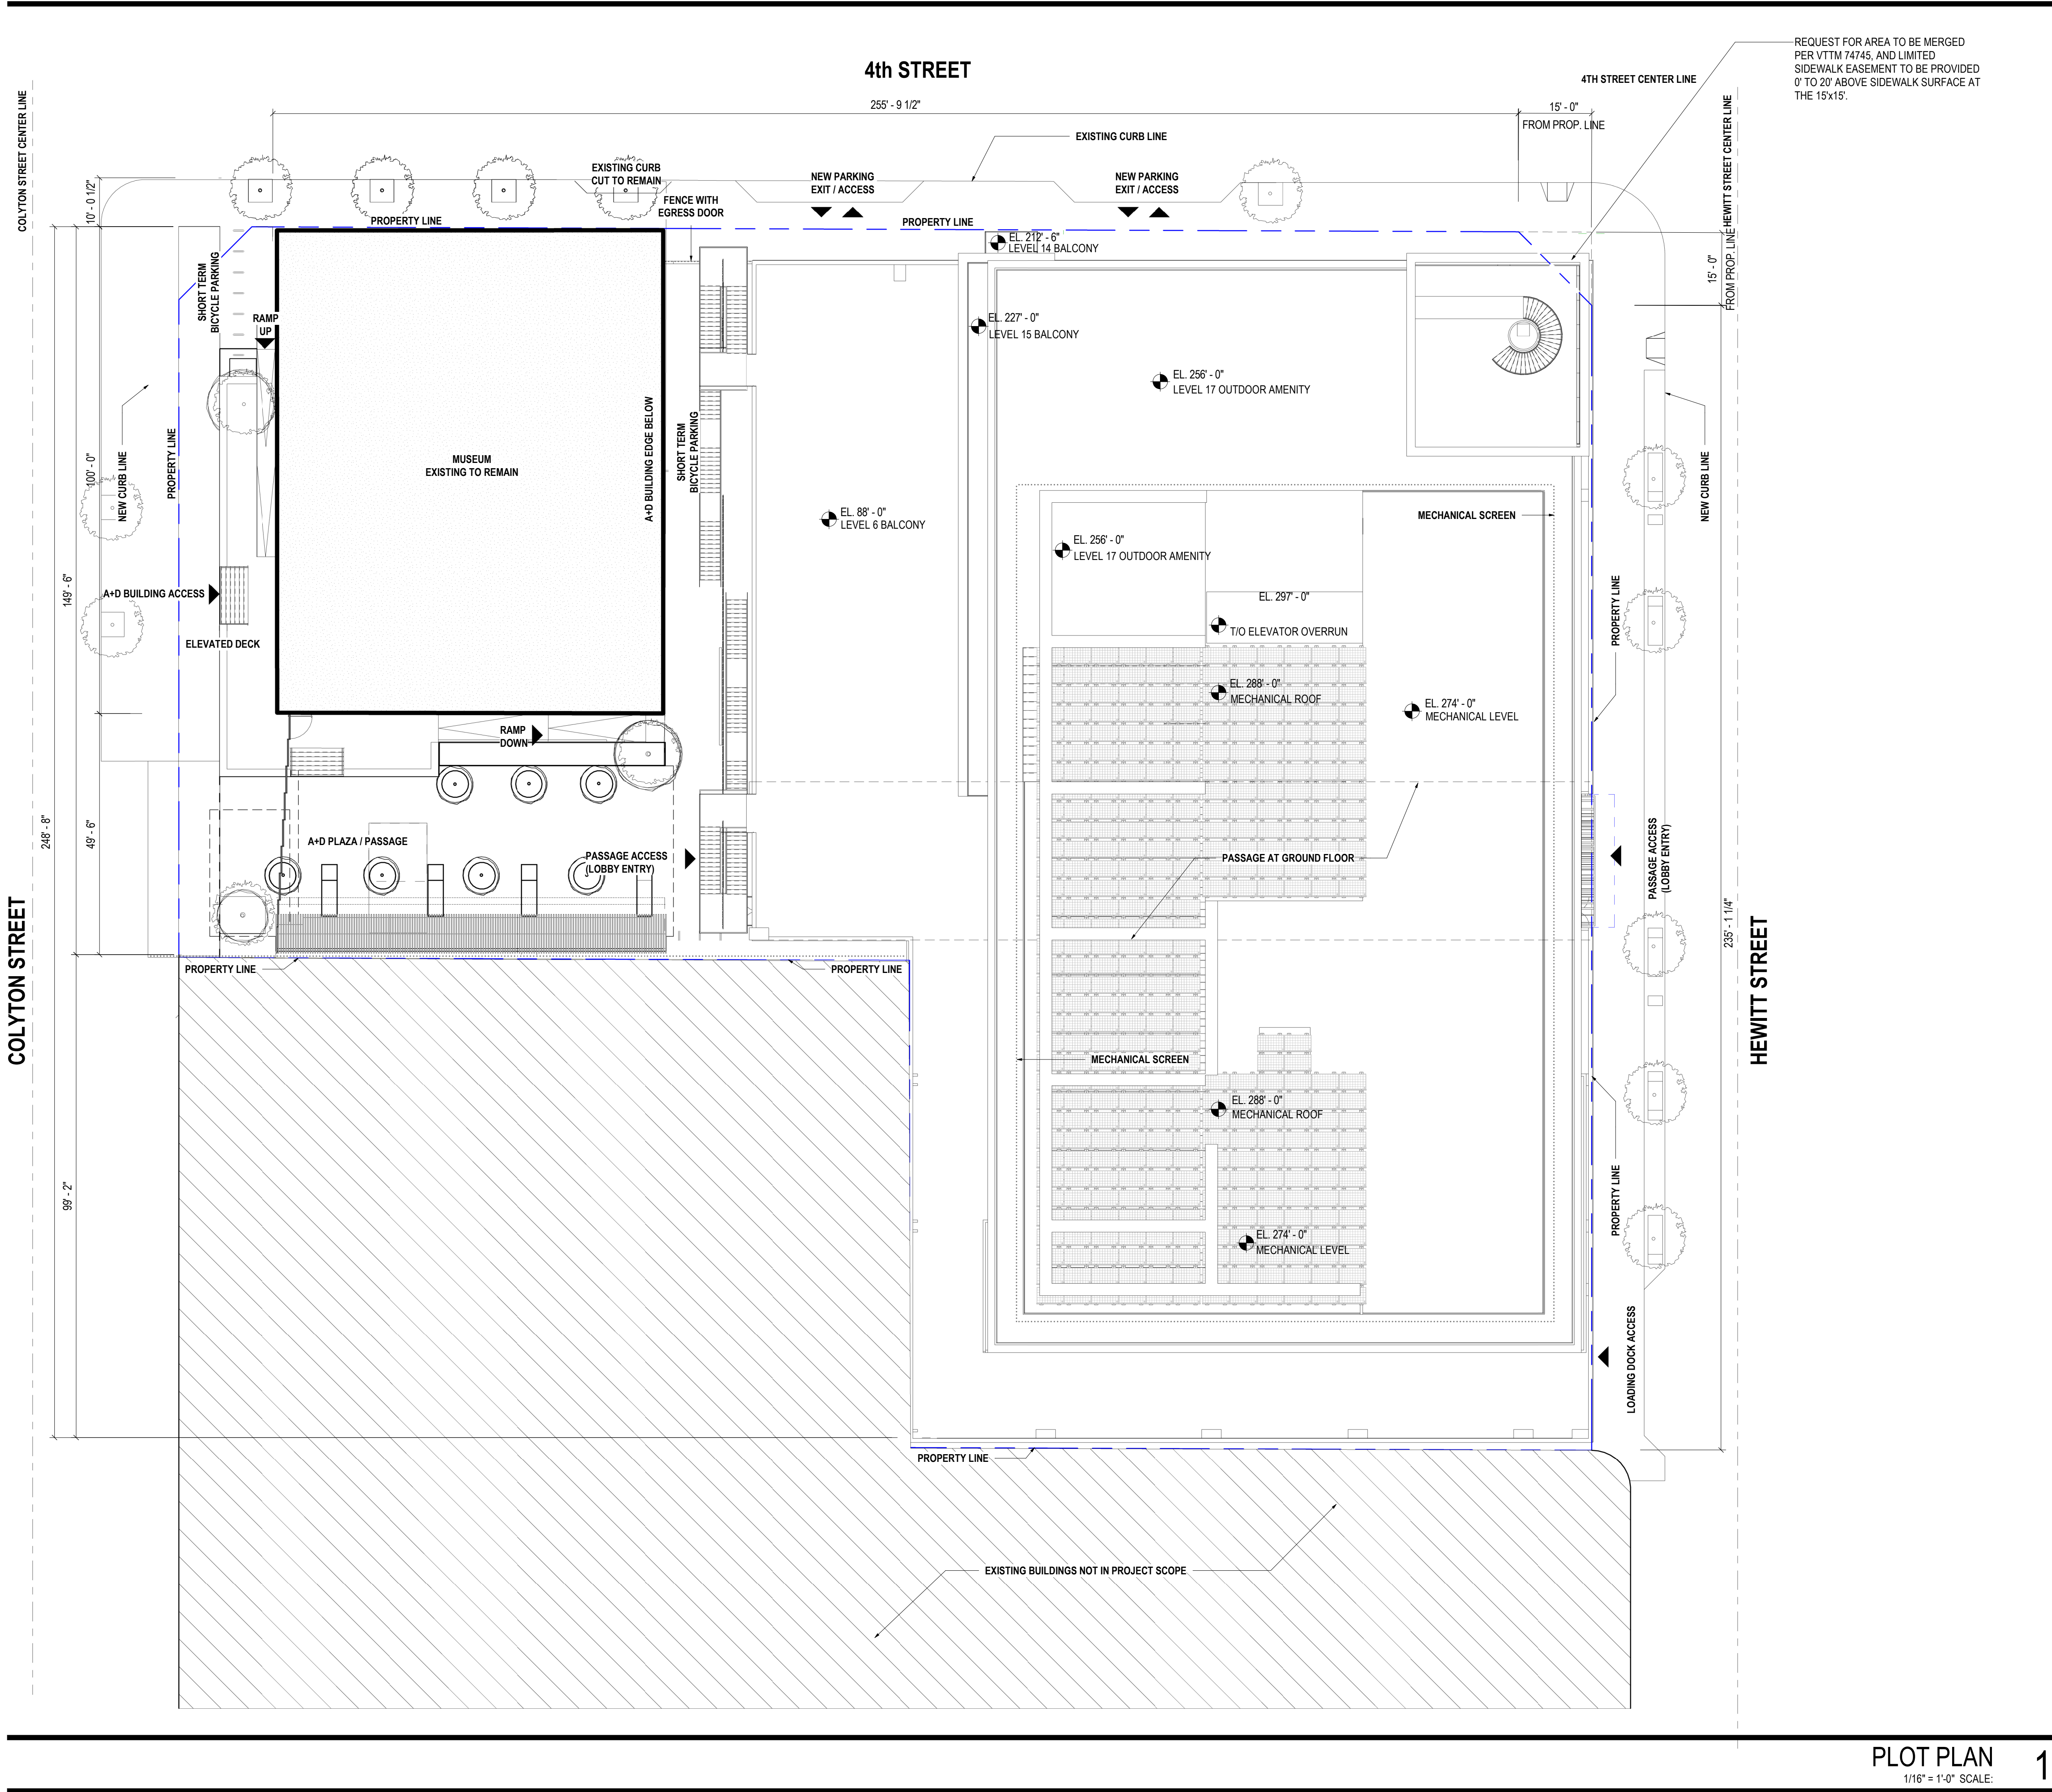 4th STREET
REQUEST FOR AREA TO BE MERGED
PER VTTM 74745, AND LIMITED
SIDEWALK EASEMENT TO BE PROVIDED
0' TO 20' ABOVE SIDEWALK SURFACE AT
THE 15'x15'.
4TH STREET CENTER LINE
COLYTON STREET CENTER LINE
HEWITT STREET CENTER LINE
255' - 9 1/2"
15' - 0"
FROM PROP. LINE
EXISTING CURB LINE
EXISTING CURB
CUT TO REMAIN
NEW PARKING
EXIT / ACCESS
NEW PARKING
EXIT / ACCESS
10' - 0 1/2"
FENCE WITH
EGRESS DOOR
PROPERTY LINE
PROPERTY LINE
EL. 212' - 6"
LEVEL 14 BALCONY
15' - 0"
FROM PROP. LINE
SHORT TERM
BICYCLE PARKING
RAMP
UP
EL. 227' - 0"
LEVEL 15 BALCONY
EL. 256' - 0"
LEVEL 17 OUTDOOR AMENITY
NEW CURB LINE
PROPERTY LINE
100' - 0"
MUSEUM
EXISTING TO REMAIN
A+D BUILDING EDGE BELOW
SHORT TERM
BICYCLE PARKING
NEW CURB LINE
EL. 88' - 0"
LEVEL 6 BALCONY
MECHANICAL SCREEN
EL. 256' - 0"
LEVEL 17 OUTDOOR AMENITY
149' - 6"
A+D BUILDING ACCESS
EL. 297' - 0"
T/O ELEVATOR OVERRUN
PROPERTY LINE
ELEVATED DECK
EL. 288' - 0"
MECHANICAL ROOF
EL. 274' - 0"
MECHANICAL LEVEL
RAMP
DOWN
248' - 8"
49' - 6"
A+D PLAZA / PASSAGE
PASSAGE ACCESS
(LOBBY ENTRY)
PASSAGE AT GROUND FLOOR
PASSAGE ACCESS
(LOBBY ENTRY)
235' - 1 1/4"
COLYTON STREET
HEWITT STREET
PROPERTY LINE
PROPERTY LINE
MECHANICAL SCREEN
EL. 288' - 0"
MECHANICAL ROOF
99' - 2"
PROPERTY LINE
EL. 274' - 0"
MECHANICAL LEVEL
LOADING DOCK ACCESS
PROPERTY LINE
EXISTING BUILDINGS NOT IN PROJECT SCOPE
PLOT PLAN
1
1/16" = 1'-0" SCALE: